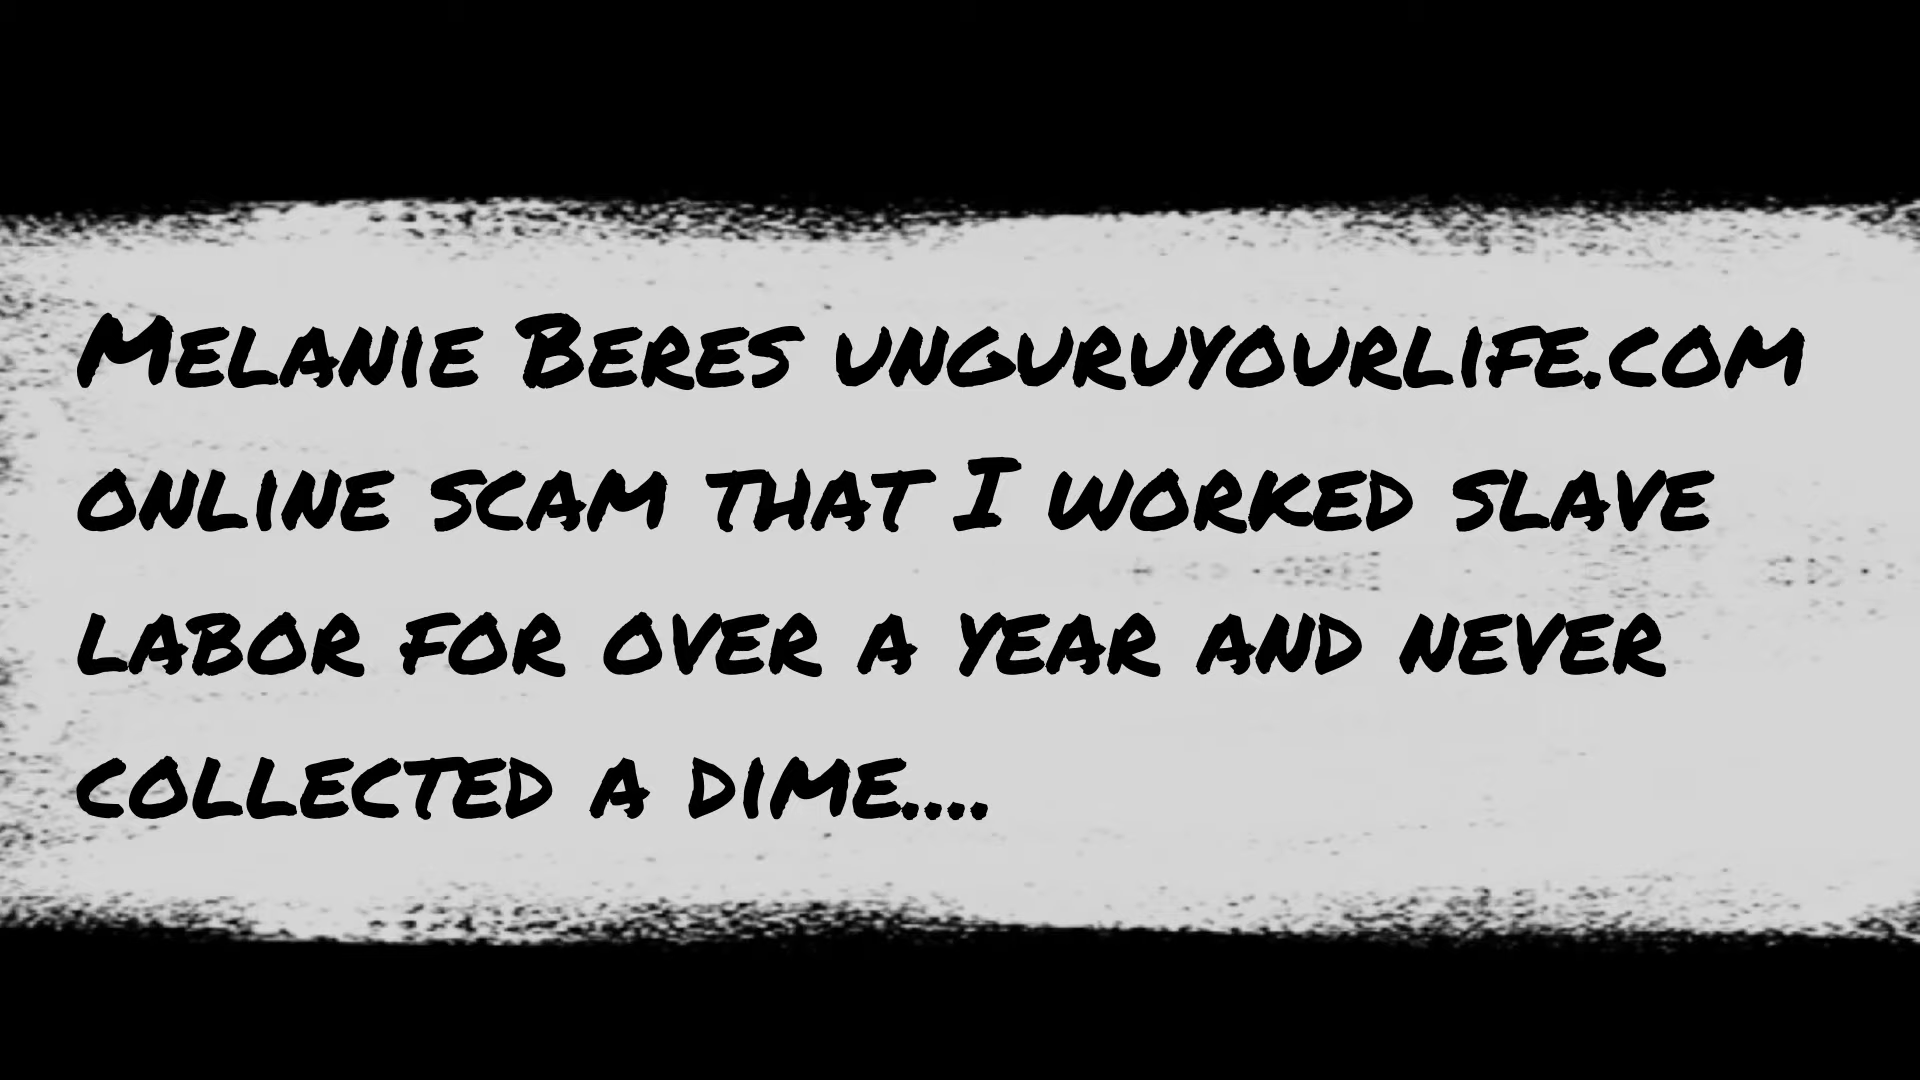 Melanie Beres unguruyourlife.com
online scam that I worked slave
labor for over a year and never
collected a dime....